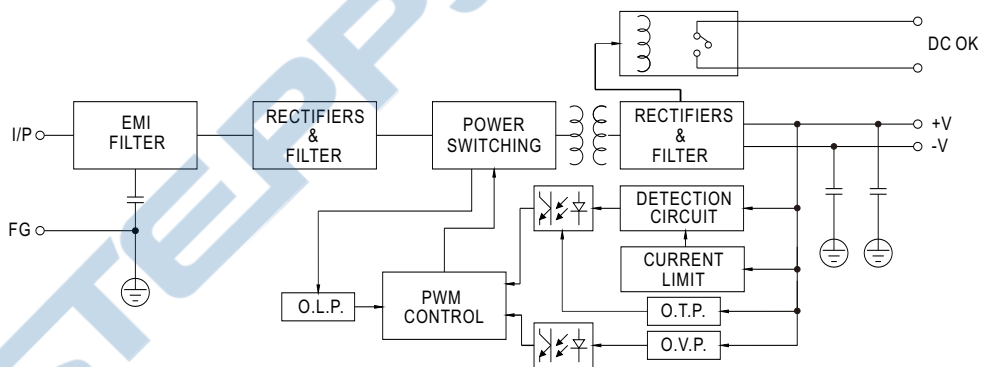 DC OK
I/P
EMI
FILTER
RECTIFIERS
&
FILTER
POWER
SWITCHING
RECTIFIERS
&
FILTER
+V
-V
FG
DETECTION
CIRCUIT
CURRENT
LIMIT
O.L.P.
PWM
CONTROL
O.T.P.
O.V.P.